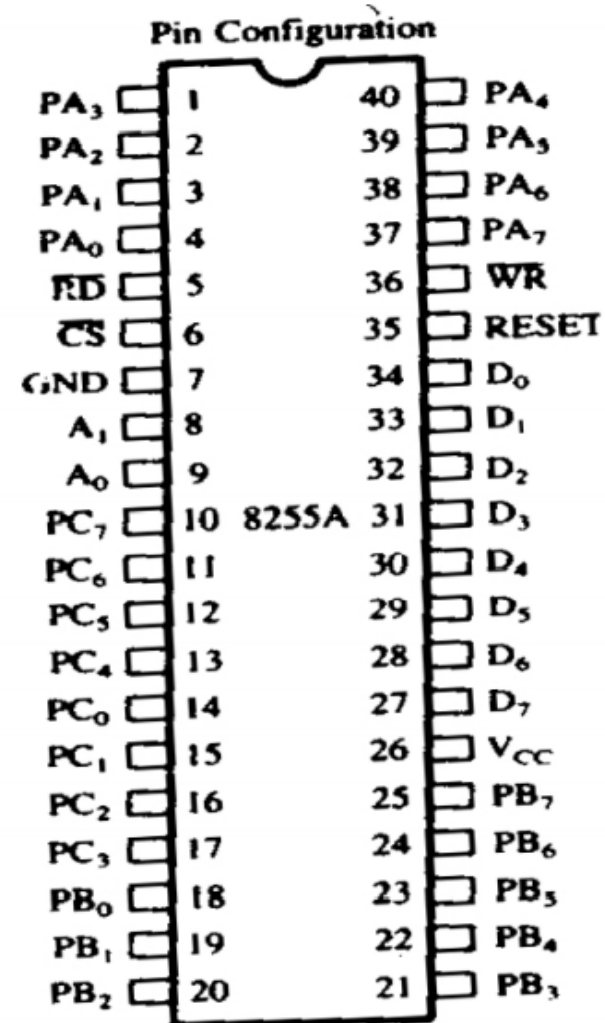 Pin Configuration
PA₃ 1 40 PA₄
PA₂ 2 39 PA₅
PA₁ 3 38 PA₆
PA₀ 4 37 PA₇
R̅D̅ 5 36 W̅R̅
C̅S̅ 6 35 RESET
GND 7 34 D₀
A₁ 8 33 D₁
A₀ 9 32 D₂
PC₇ 10 8255A 31 D₃
PC₆ 11 30 D₄
PC₅ 12 29 D₅
PC₄ 13 28 D₆
PC₀ 14 27 D₇
PC₁ 15 26 V_CC
PC₂ 16 25 PB₇
PC₃ 17 24 PB₆
PB₀ 18 23 PB₅
PB₁ 19 22 PB₄
PB₂ 20 21 PB₃